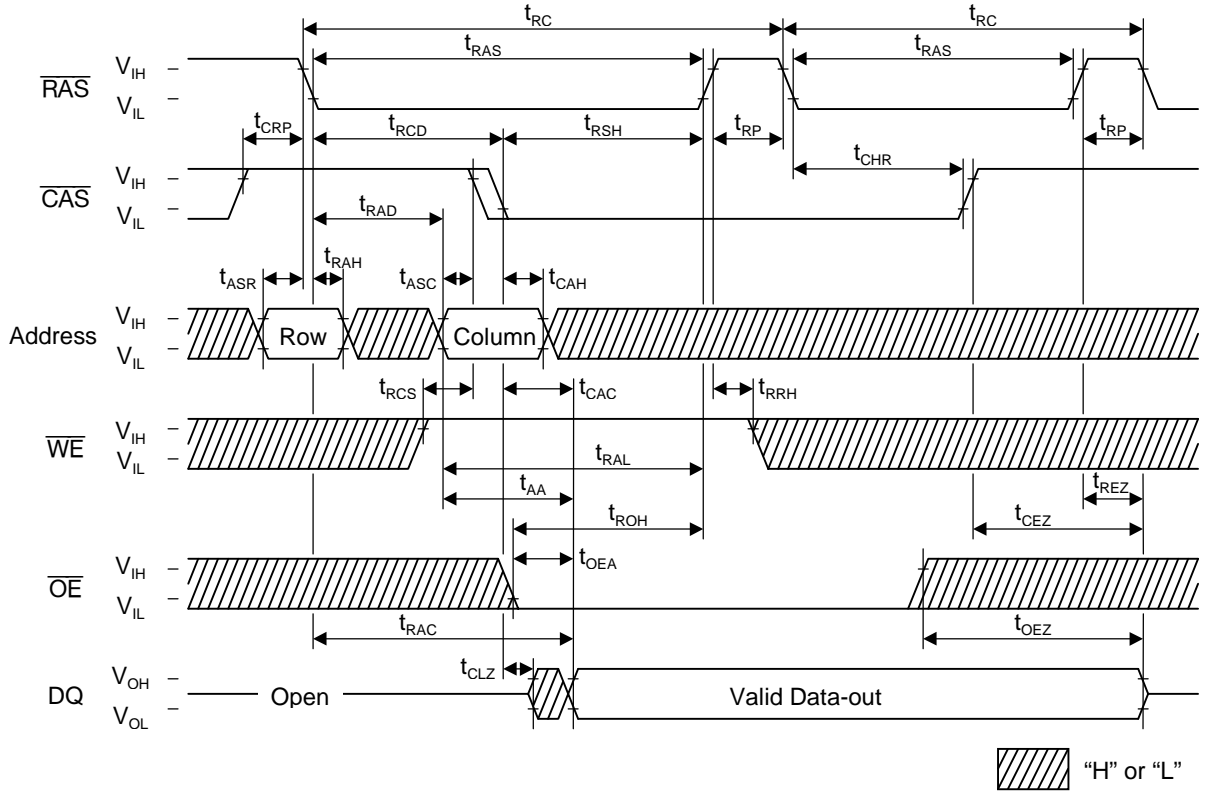 tRC tRC
tRAS tRAS
RAS VIH
VIL
tCRP tRCD tRSH tRP tRP
tCHR
CAS VIH
VIL
tRAD
tASR tRAH tASC tCAH
Address VIH
VIL
Row Column
tRCS tCAC tRRH
WE VIH
VIL
tRAL
tAA tREZ
tROH tCEZ
OE VIH
VIL
tOEA
tRAC tOEZ
tCLZ
DQ VOH
VOL
Open Valid Data-out
“H” or “L”